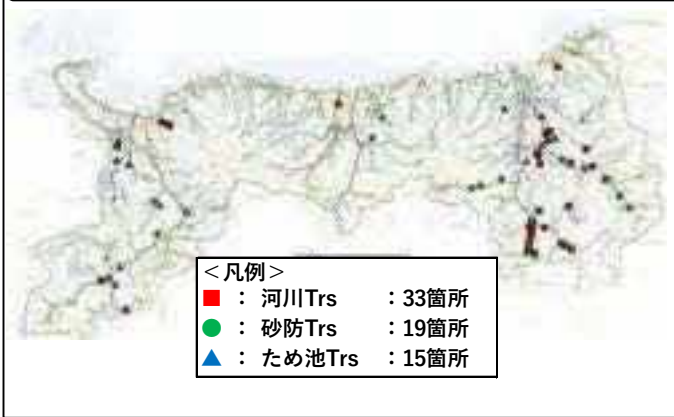 <凡例>
■ : 河川Trs :33箇所
● : 砂防Trs :19箇所
▲ : ため池Trs :15箇所